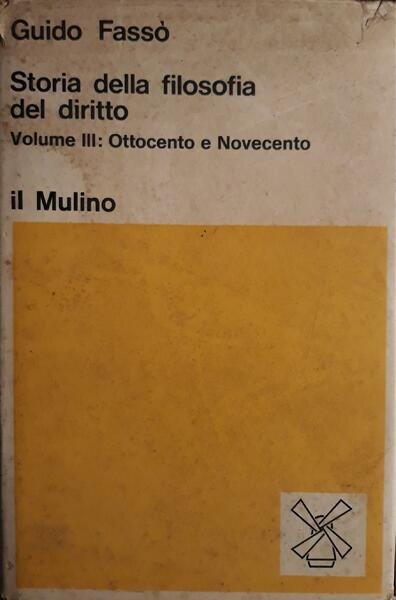 Guido Fassò
Storia della filosofia
del diritto
Volume III: Ottocento e Novecento
il Mulino